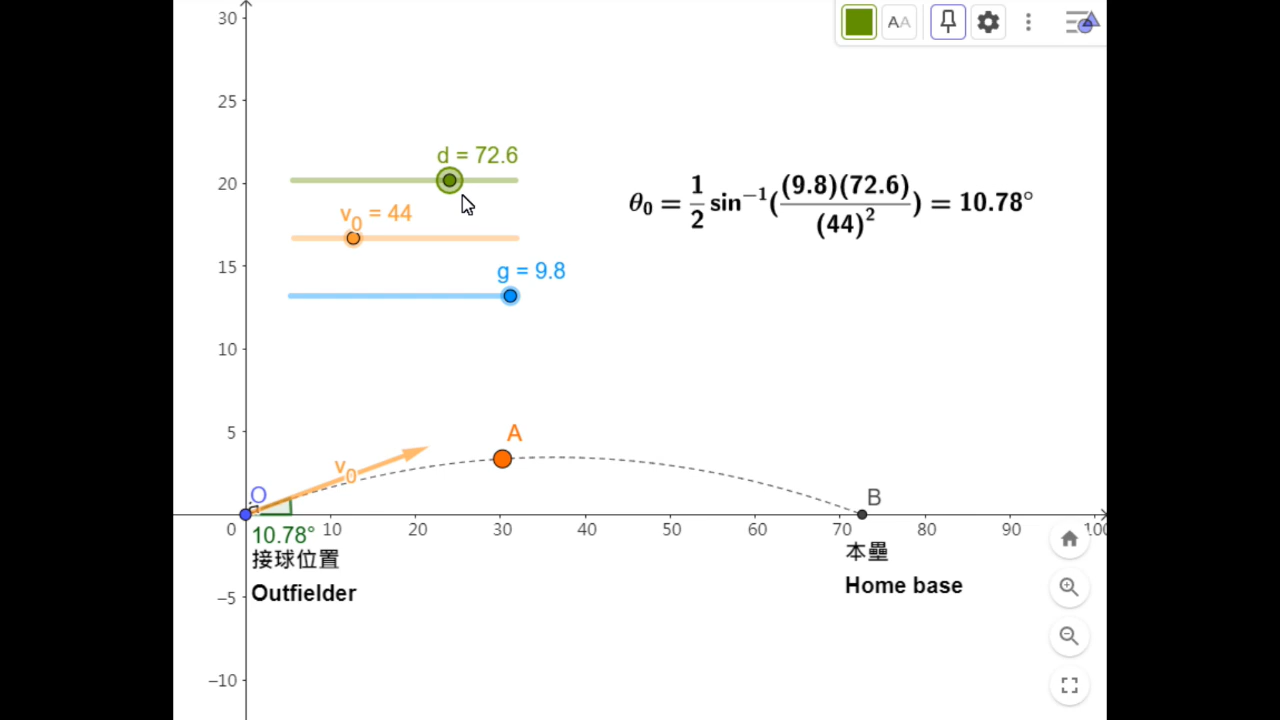 30
AA
25
d = 72.6
20
θ₀ = 1/2 sin⁻¹((9.8)(72.6)/(44)²) = 10.78°
v₀ = 44
15
g = 9.8
10
5
A
v₀
O
B
0 10 20 30 40 50 60 70 80 90 100
10.78°
接球位置
本壘
Outfielder
Home base
−5
−10